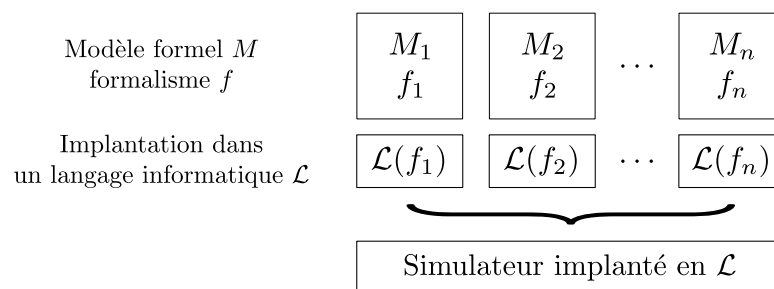 Modèle formel M
formalisme f
M₁ M₂ ⋯ Mₙ
f₁ f₂ fₙ
Implantation dans
un langage informatique ℒ
ℒ(f₁) ℒ(f₂) ⋯ ℒ(fₙ)
Simulateur implanté en ℒ